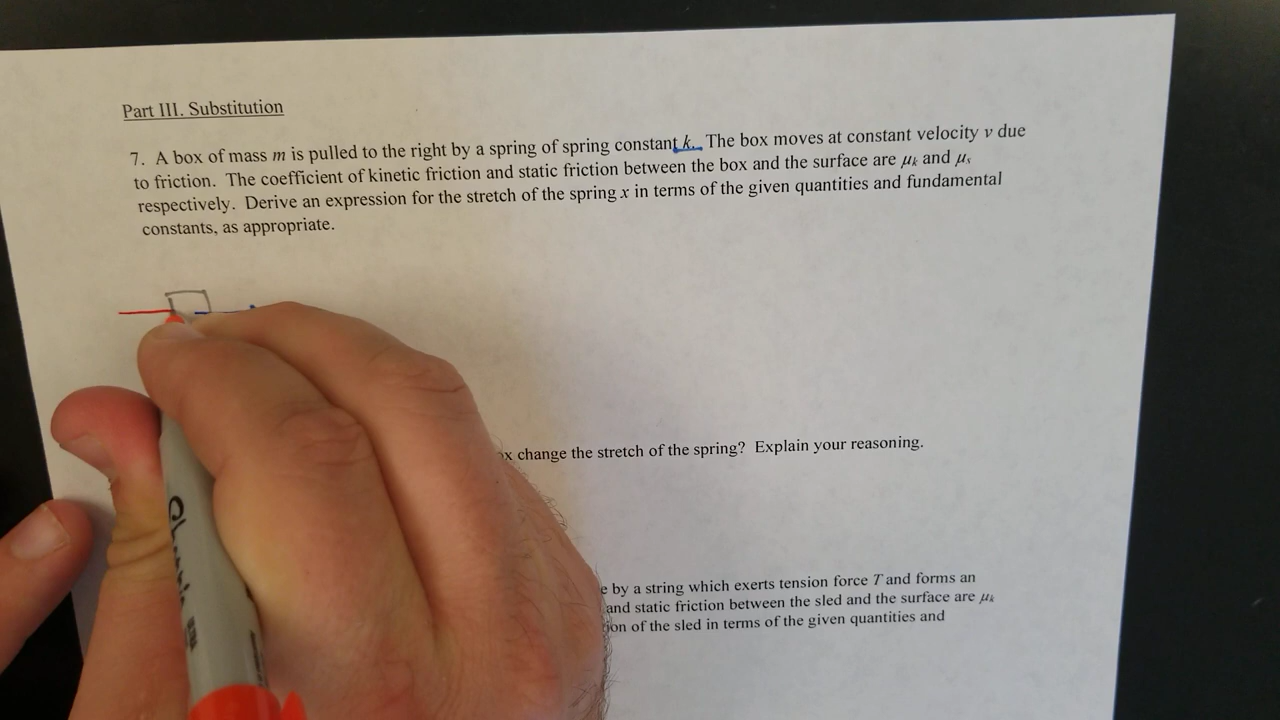 Part III. Substitution
7. A box of mass m is pulled to the right by a spring of spring constant k. The box moves at constant velocity v due
to friction. The coefficient of kinetic friction and static friction between the box and the surface are μk and μs
respectively. Derive an expression for the stretch of the spring x in terms of the given quantities and fundamental
constants, as appropriate.
change the stretch of the spring? Explain your reasoning.
by a string which exerts tension force T and forms an
and static friction between the sled and the surface are μk
of the sled in terms of the given quantities and
Sharpie